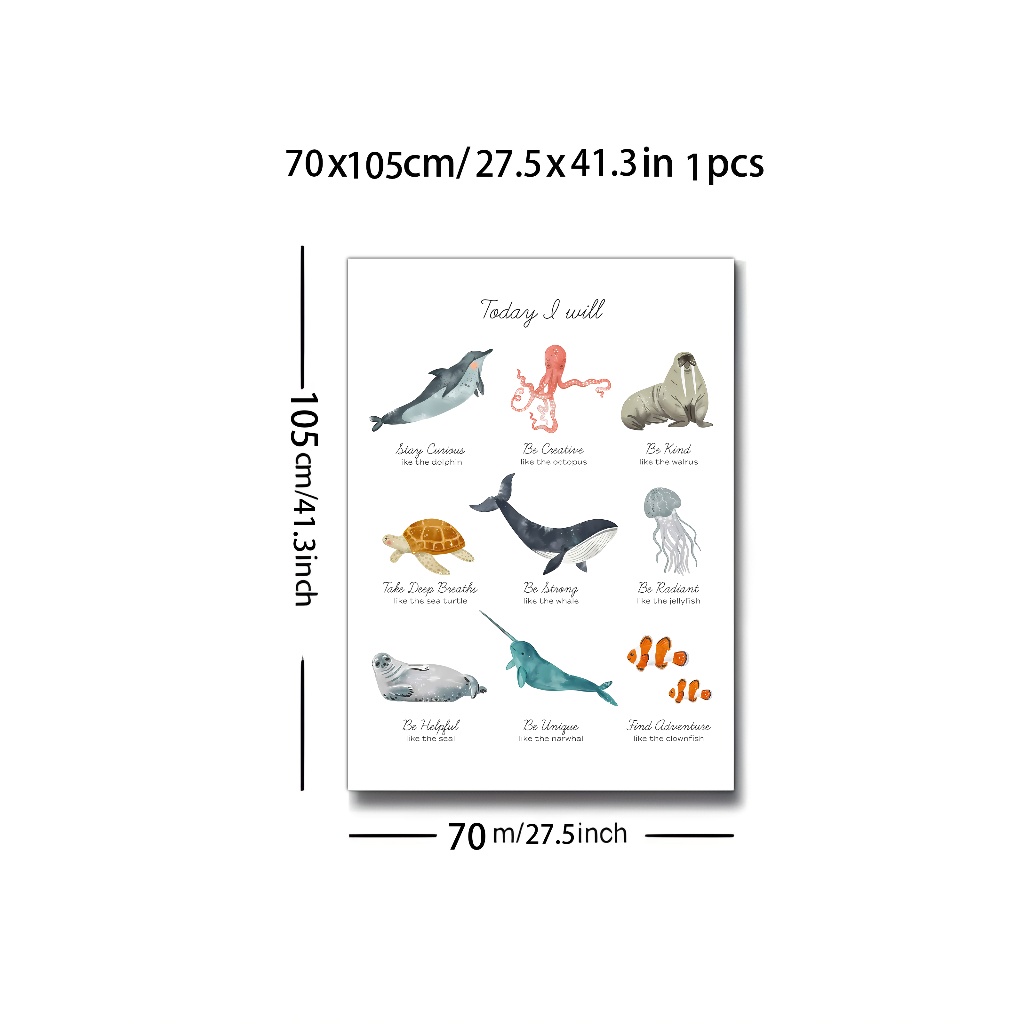 70x105cm/27.5x41.3in 1pcs
105cm/41.3inch
Today I will
Stay Curious
like the dolphin
Be Creative
like the octopus
Be Kind
like the walrus
Take Deep Breaths
like the sea turtle
Be Strong
like the whale
Be Radiant
like the jellyfish
Be Helpful
like the seal
Be Unique
like the narwhal
Find Adventure
like the clownfish
70 m/27.5inch